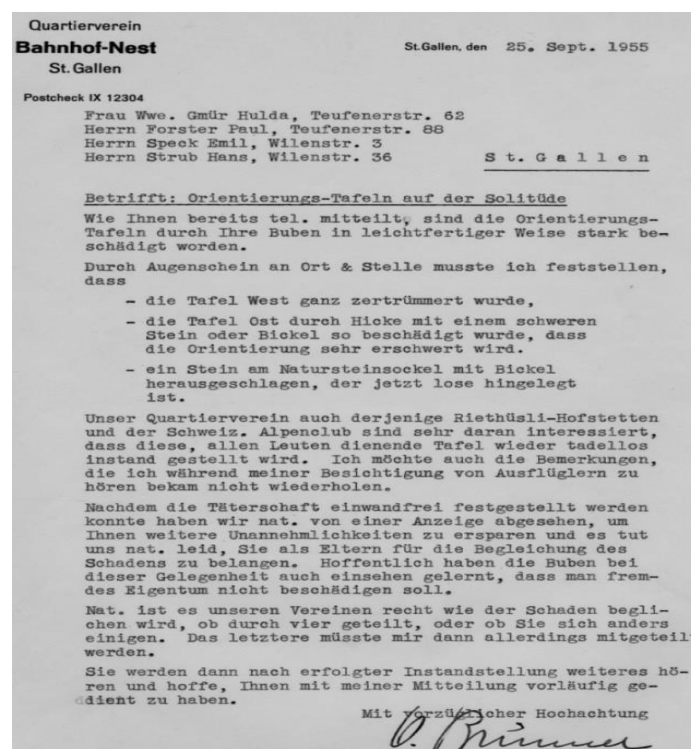 Quartierverein
Bahnhof-Nest
St. Gallen
St. Gallen, den 25. Sept. 1955
Postcheck IX 12304
Frau Wwe. Gmür Hulda, Teufenerstr. 62
Herrn Forster Paul, Teufenerstr. 88
Herrn Speck Emil, Wilenstr. 3
Herrn Strub Hans, Wilenstr. 36 St. Gallen
Betrifft: Orientierungs-Tafeln auf der Solitüde
Wie Ihnen bereits tel. mitteilt, sind die Orientierungs-
Tafeln durch Ihre Buben in leichtfertiger Weise stark be-
schädigt worden.
Durch Augenschein an Ort & Stelle musste ich feststellen,
dass
- die Tafel West ganz zertrümmert wurde,
- die Tafel Ost durch Hicke mit einem schweren
Stein oder Bickel so beschädigt wurde, dass
die Orientierung sehr erschwert wird.
- ein Stein am Natursteinsockel mit Bickel
herausgeschlagen, der jetzt lose hingelegt
ist.
Unser Quartierverein auch derjenige Riethüsli-Hofstetten
und der Schweiz. Alpenclub sind sehr daran interessiert,
dass diese, allen Leuten dienende Tafel wieder tadellos
instand gestellt wird. Ich möchte auch die Bemerkungen,
die ich während meiner Besichtigung von Ausflüglern zu
hören bekam nicht wiederholen.
Nachdem die Täterschaft einwandfrei festgestellt werden
konnte haben wir nat. von einer Anzeige abgesehen, um
Ihnen weitere Unannehmlichkeiten zu ersparen und es tut
uns nat. leid, Sie als Eltern für die Begleichung des
Schadens zu belangen. Hoffentlich haben die Buben bei
dieser Gelegenheit auch einsehen gelernt, dass man frem-
des Eigentum nicht beschädigen soll.
Nat. ist es unseren Vereinen recht wie der Schaden begli-
chen wird, ob durch vier geteilt, oder ob Sie sich anders
einigen. Das letztere müsste mir dann allerdings mitgeteilt
werden.
Sie werden dann nach erfolgter Instandstellung weiteres hö-
ren und hoffe, Ihnen mit meiner Mitteilung vorläufig ge-
dient zu haben.
Mit vorzüglicher Hochachtung